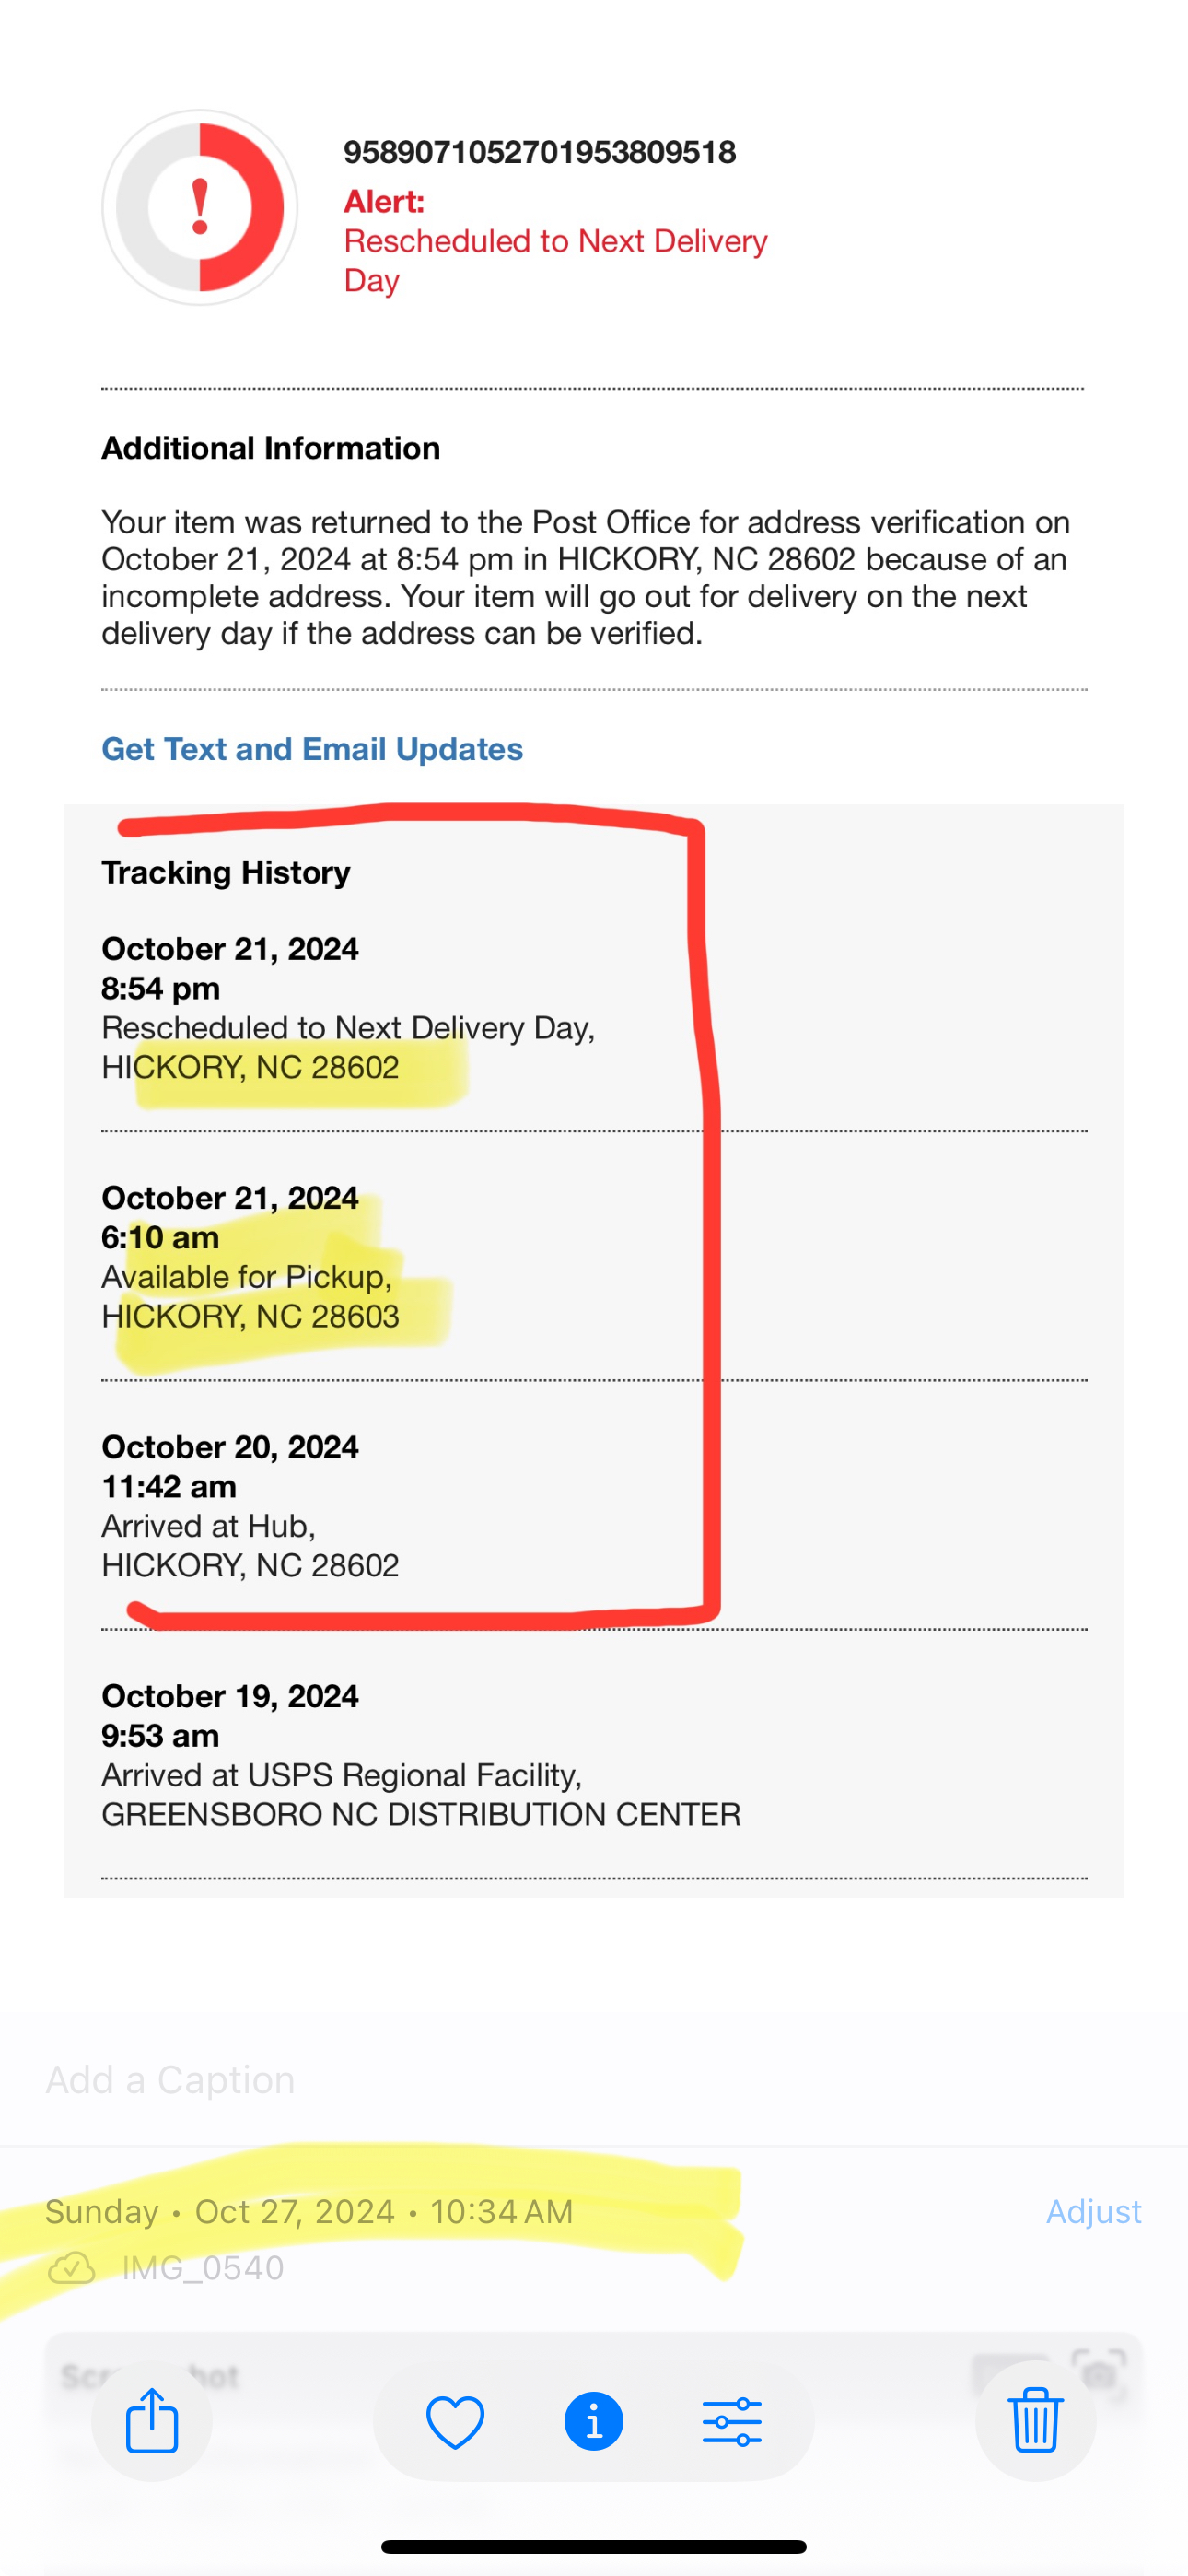 9589071052701953809518
Alert:
Rescheduled to Next Delivery
Day
Additional Information
Your item was returned to the Post Office for address verification on
October 21, 2024 at 8:54 pm in HICKORY, NC 28602 because of an
incomplete address. Your item will go out for delivery on the next
delivery day if the address can be verified.
Get Text and Email Updates
Tracking History
October 21, 2024
8:54 pm
Rescheduled to Next Delivery Day,
HICKORY, NC 28602
October 21, 2024
6:10 am
Available for Pickup,
HICKORY, NC 28603
October 20, 2024
11:42 am
Arrived at Hub,
HICKORY, NC 28602
October 19, 2024
9:53 am
Arrived at USPS Regional Facility,
GREENSBORO NC DISTRIBUTION CENTER
Add a Caption
Sunday • Oct 27, 2024 • 10:34 AM
Adjust
IMG_0540